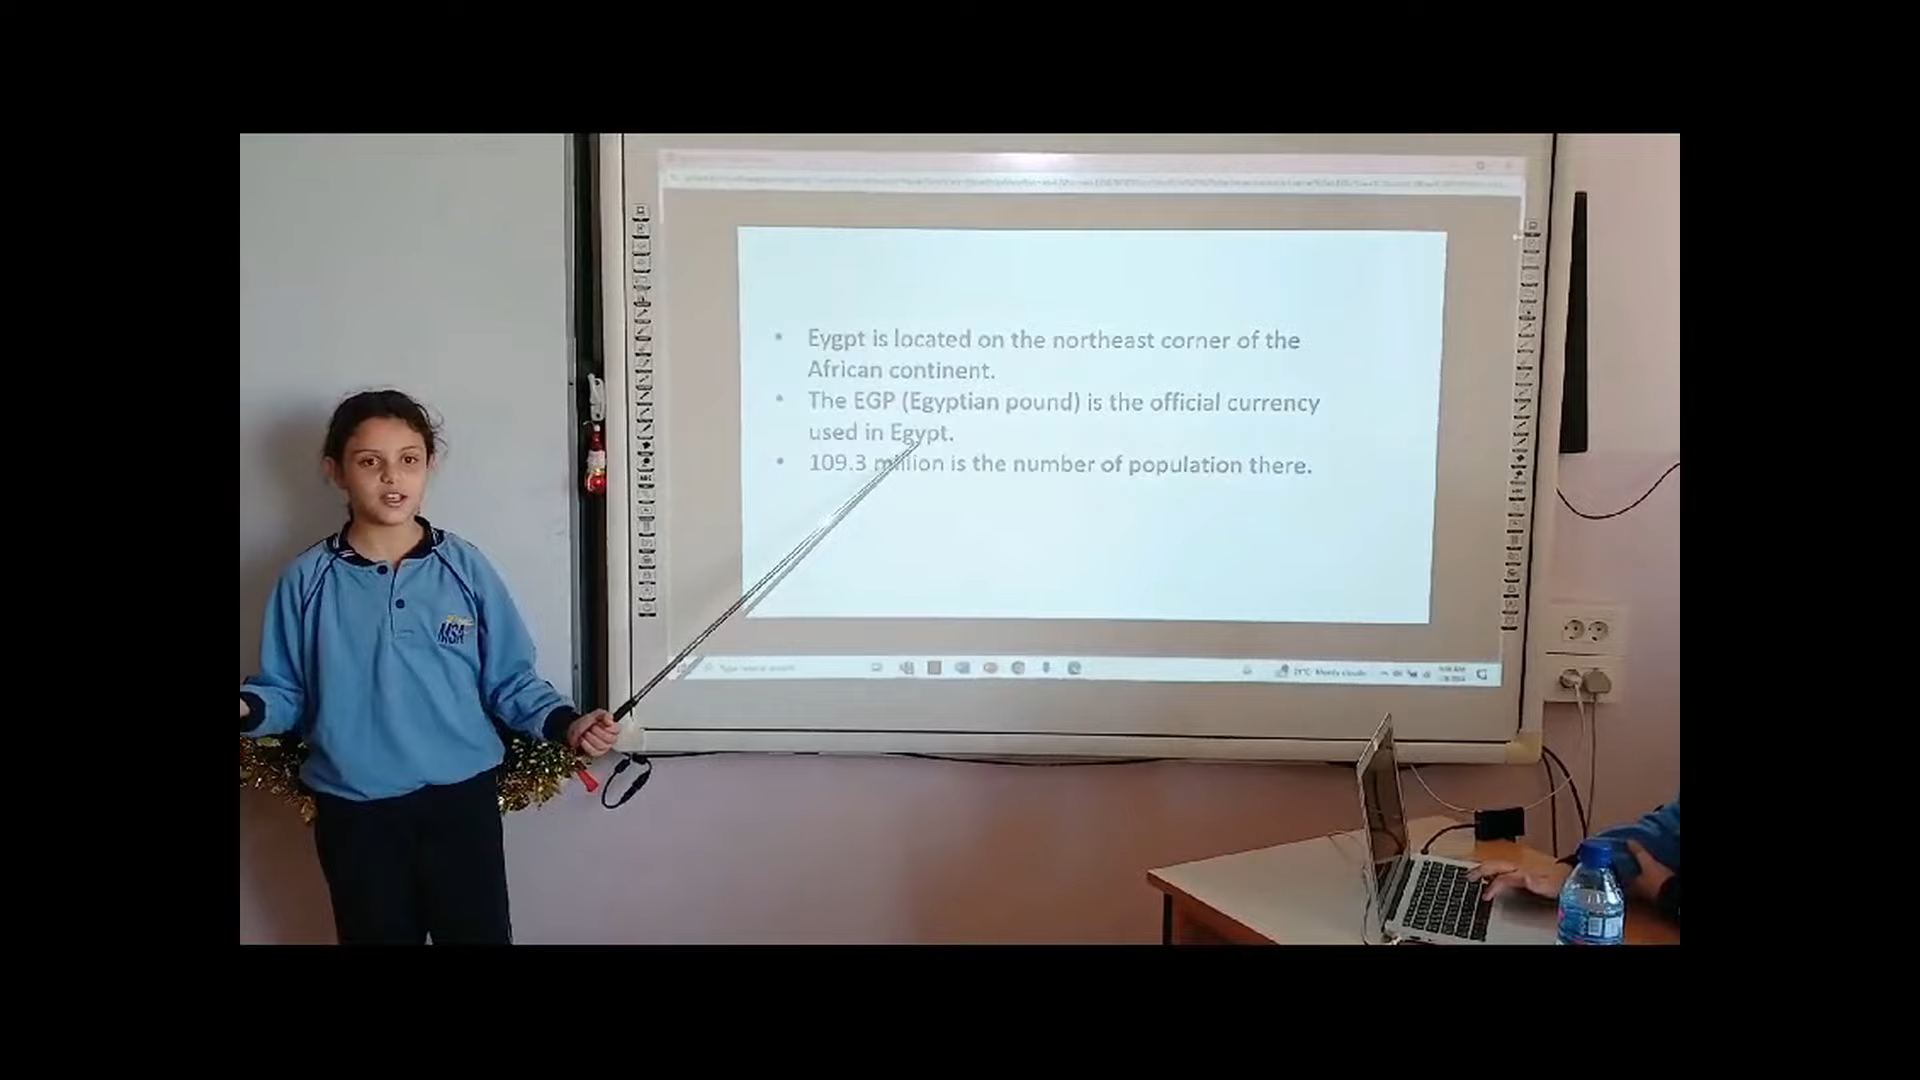 Eygpt is located on the northeast corner of the
African continent.
The EGP (Egyptian pound) is the official currency
used in Egypt.
109.3 million is the number of population there.
MSA